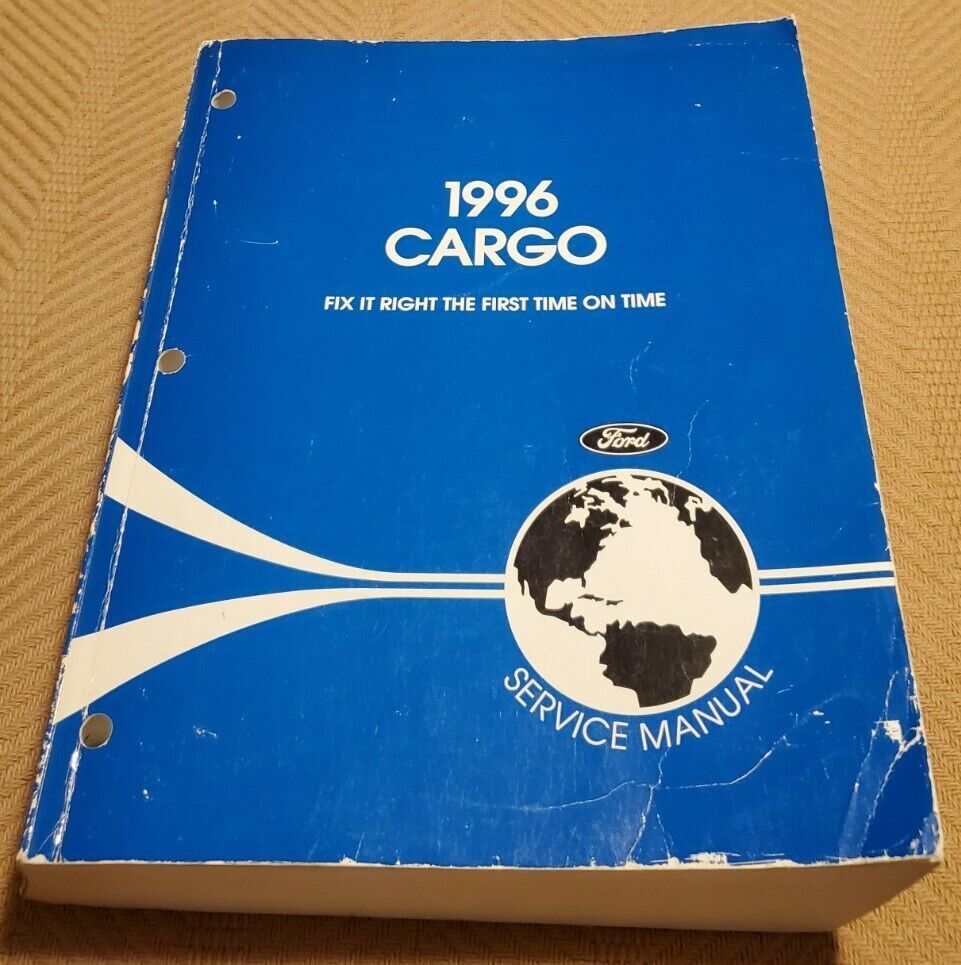 1996
CARGO
FIX IT RIGHT THE FIRST TIME ON TIME
Ford
SERVICE MANUAL